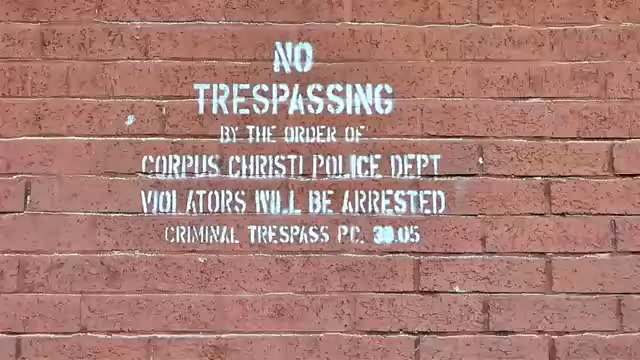 NO
TRESPASSING
BY THE ORDER OF
CORPUS CHRISTI POLICE DEPT
VIOLATORS WILL BE ARRESTED
CRIMINAL TRESPASS P.C. 30.05